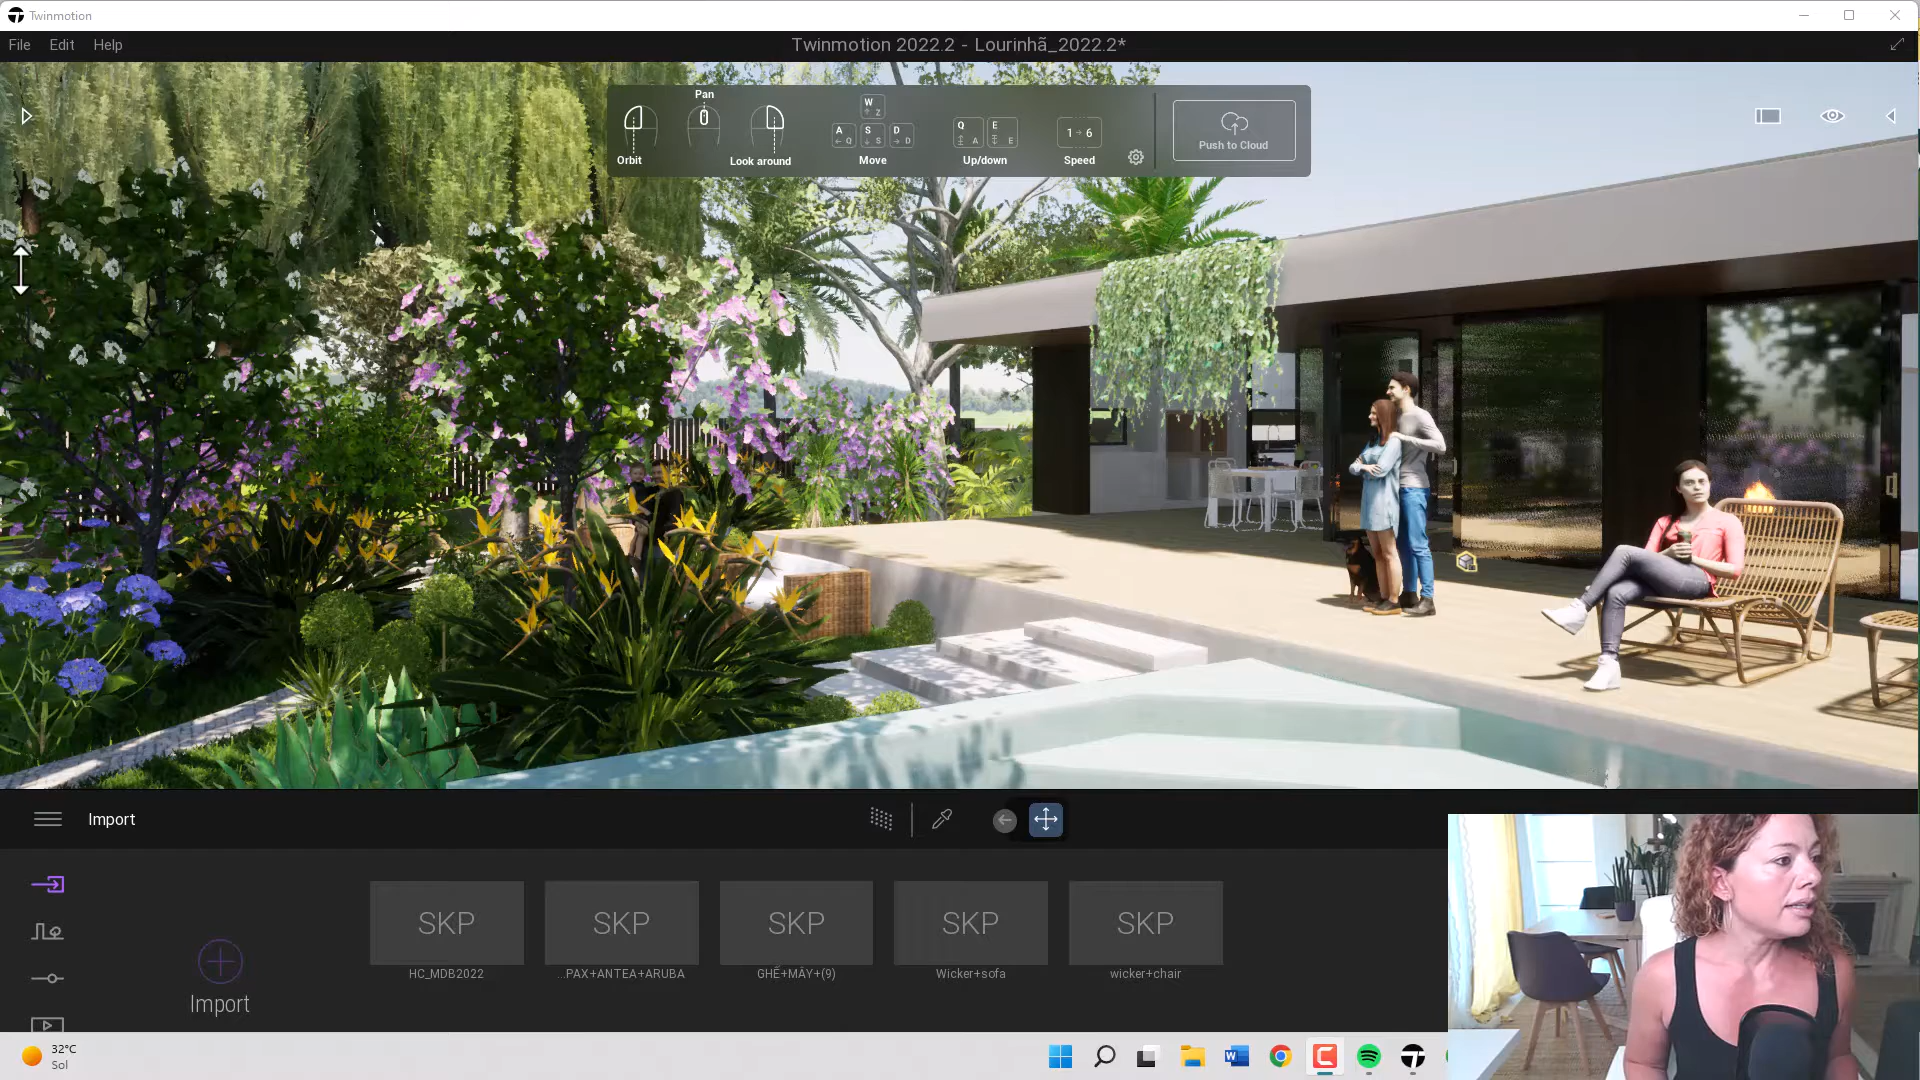 Twinmotion
File Edit Help
Twinmotion 2022.2 - Lourinhã_2022.2*
Pan
Orbit
Look around
W
Z
A
Q
S
S
D
D
Move
Q
A
E
E
Up/down
1 6
Speed
Push to Cloud
Import
Import
SKP
HC_MDB2022
SKP
...PAX+ANTEA+ARUBA
SKP
GHẾ+MÂY+(9)
SKP
Wicker+sofa
SKP
wicker+chair
32°C
Sol